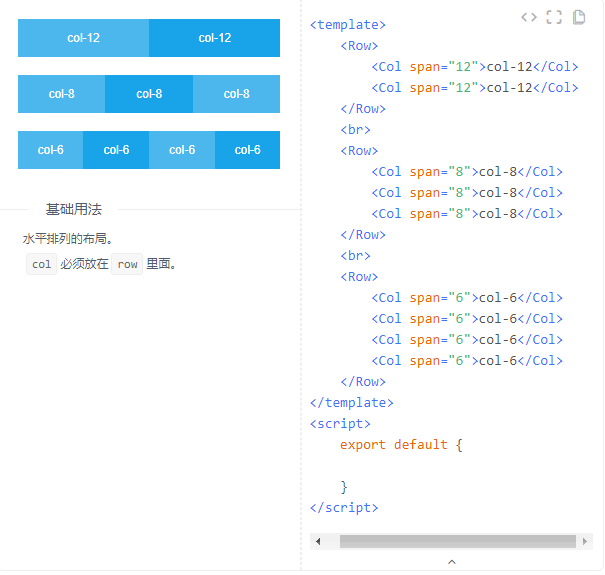 col-12 col-12
col-8 col-8 col-8
col-6 col-6 col-6 col-6
基础用法
水平排列的布局。
col 必须放在 row 里面。
<template>
    <Row>
        <Col span="12">col-12</Col>
        <Col span="12">col-12</Col>
    </Row>
    <br>
    <Row>
        <Col span="8">col-8</Col>
        <Col span="8">col-8</Col>
        <Col span="8">col-8</Col>
    </Row>
    <br>
    <Row>
        <Col span="6">col-6</Col>
        <Col span="6">col-6</Col>
        <Col span="6">col-6</Col>
        <Col span="6">col-6</Col>
    </Row>
</template>
<script>
    export default {
    }
</script>